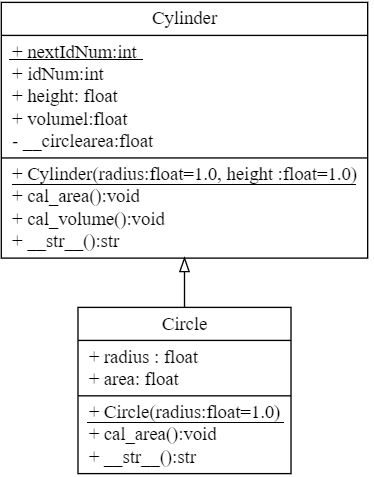 Cylinder
+ nextIdNum:int
+ idNum:int
+ height: float
+ volumel:float
- __circlearea:float
+ Cylinder(radius:float=1.0, height :float=1.0)
+ cal_area():void
+ cal_volume():void
+ __str__():str
Circle
+ radius : float
+ area: float
+ Circle(radius:float=1.0)
+ cal_area():void
+ __str__():str